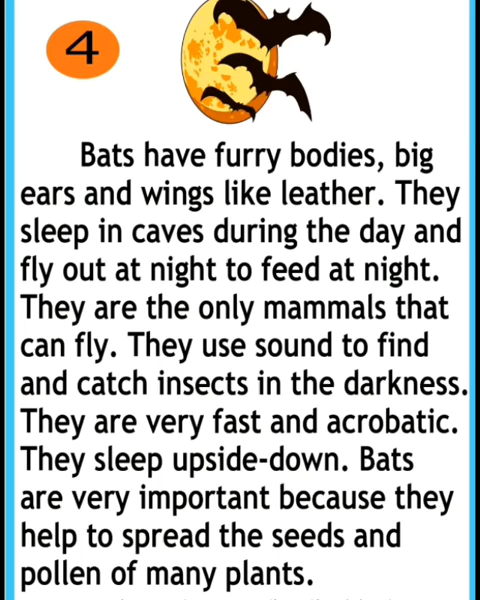 4
Bats have furry bodies, big
ears and wings like leather. They
sleep in caves during the day and
fly out at night to feed at night.
They are the only mammals that
can fly. They use sound to find
and catch insects in the darkness.
They are very fast and acrobatic.
They sleep upside-down. Bats
are very important because they
help to spread the seeds and
pollen of many plants.